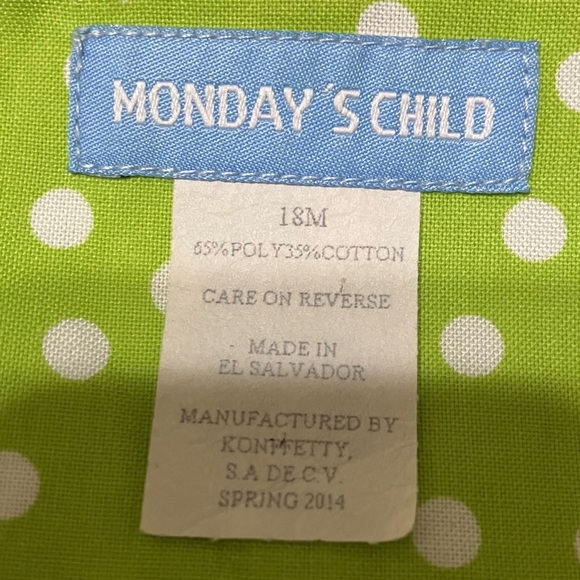 MONDAY´S CHILD
18M
65%POLY35%COTTON
CARE ON REVERSE
MADE IN
EL SALVADOR
MANUFACTURED BY
KONFFETTY,
S.A DE C.V.
SPRING 2014